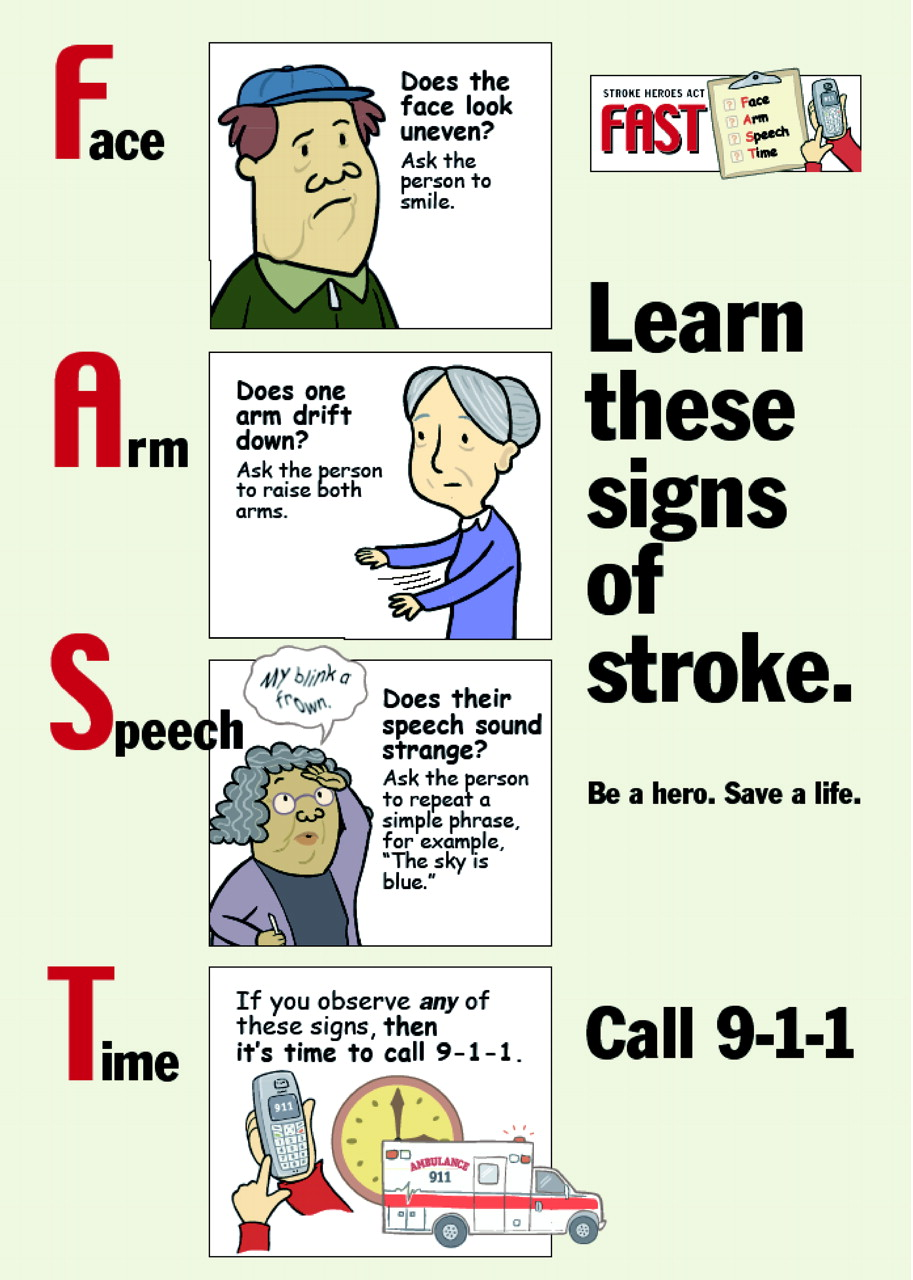 Face
Does the
face look
uneven?
Ask the
person to
smile.
STROKE HEROES ACT
FAST
Face
Arm
Speech
Time
911
Learn
these
signs
of
stroke.
Arm
Does one
arm drift
down?
Ask the person
to raise both
arms.
Speech
My blink a
frown.
Does their
speech sound
strange?
Ask the person
to repeat a
simple phrase,
for example,
“The sky is
blue.”
Be a hero. Save a life.
Time
If you observe any of
these signs, then
it's time to call 9-1-1.
911
AMBULANCE
911
Call 9-1-1